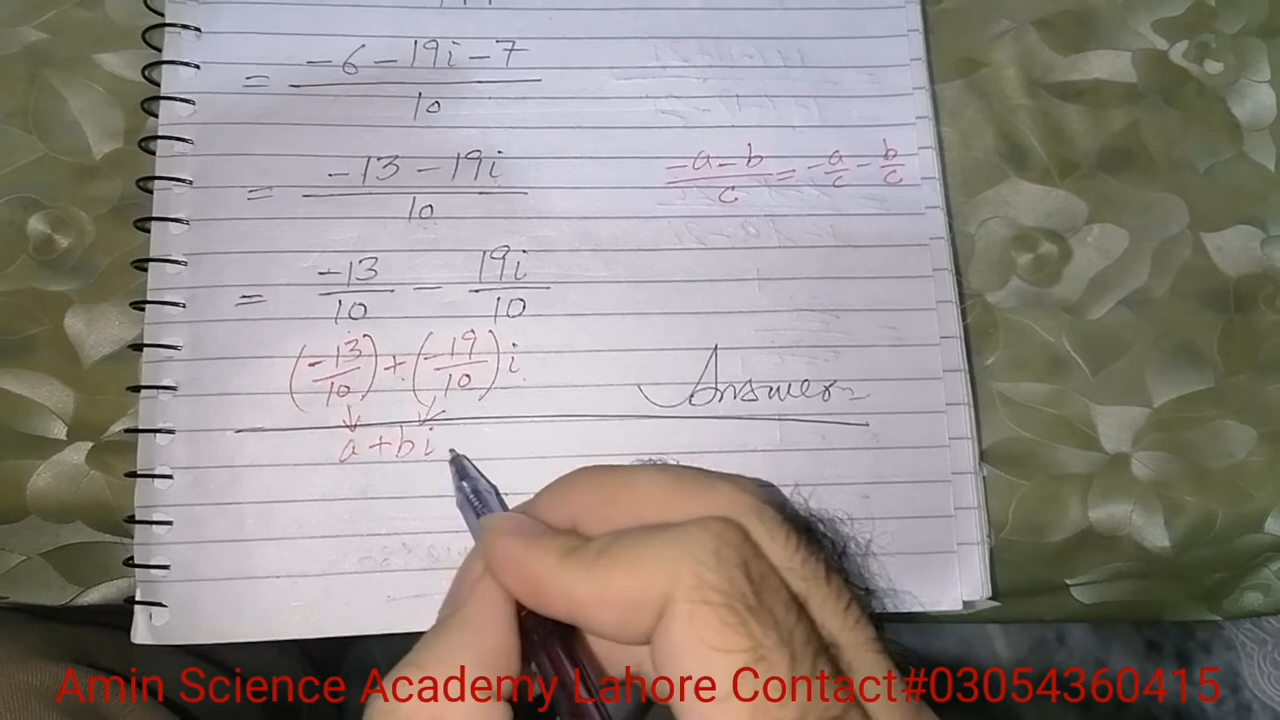 = -6-19i-7 / 10
= -13-19i / 10
-a-b / c = -a/c - b/c
= -13/10 - 19i/10
(-13/10)+(-19/10)i
Answer
a+bi
Amin Science Academy Lahore Contact#03054360415